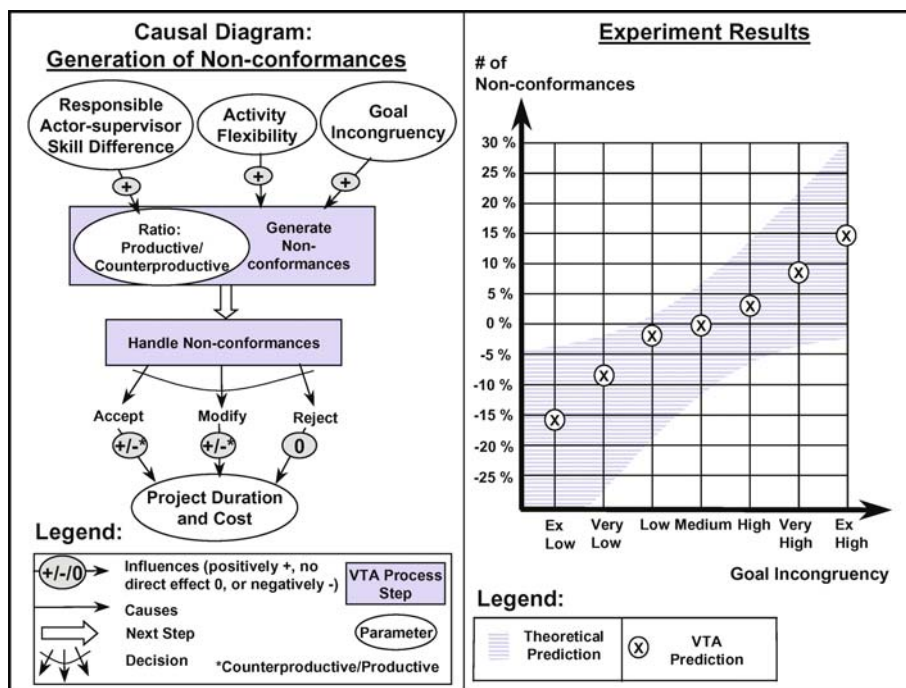 Causal Diagram:
Generation of Non-conformances
Responsible
Actor-supervisor
Skill Difference
Activity
Flexibility
Goal
Incongruency
+
+
+
Ratio:
Productive/
Counterproductive
Generate
Non-
conformances
Handle Non-conformances
Accept
Modify
Reject
+/-*
+/-*
0
Project Duration
and Cost
Legend:
+/-/0
Influences (positively +, no
direct effect 0, or negatively -)
Causes
Next Step
Decision
VTA Process
Step
Parameter
*Counterproductive/Productive
Experiment Results
# of
Non-conformances
30 %
25 %
20 %
15 %
10 %
5 %
0 %
-5 %
-10 %
-15 %
-20 %
-25 %
X
X
X
X
X
X
X
Ex
Low
Very
Low
Low
Medium
High
Very
High
Ex
High
Goal Incongruency
Legend:
Theoretical
Prediction
X
VTA
Prediction